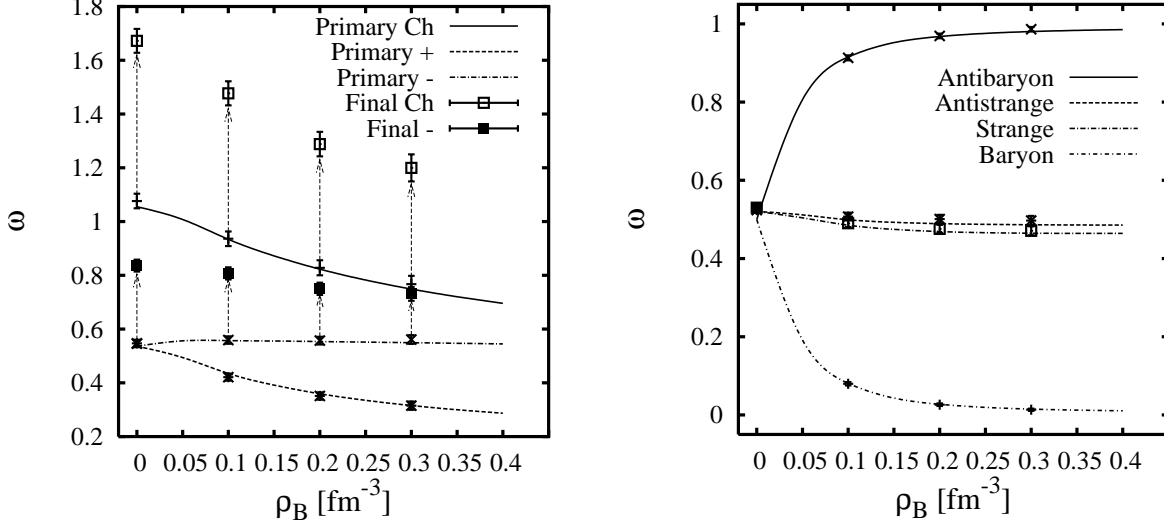 1.8
1.6
1.4
1.2
1
0.8
0.6
0.4
0.2
ω
Primary Ch
Primary +
Primary -
Final Ch
Final -
0 0.05 0.1 0.15 0.2 0.25 0.3 0.35 0.4
ρB [fm-3]
1
0.8
0.6
0.4
0.2
0
ω
Antibaryon
Antistrange
Strange
Baryon
0 0.05 0.1 0.15 0.2 0.25 0.3 0.35 0.4
ρB [fm-3]